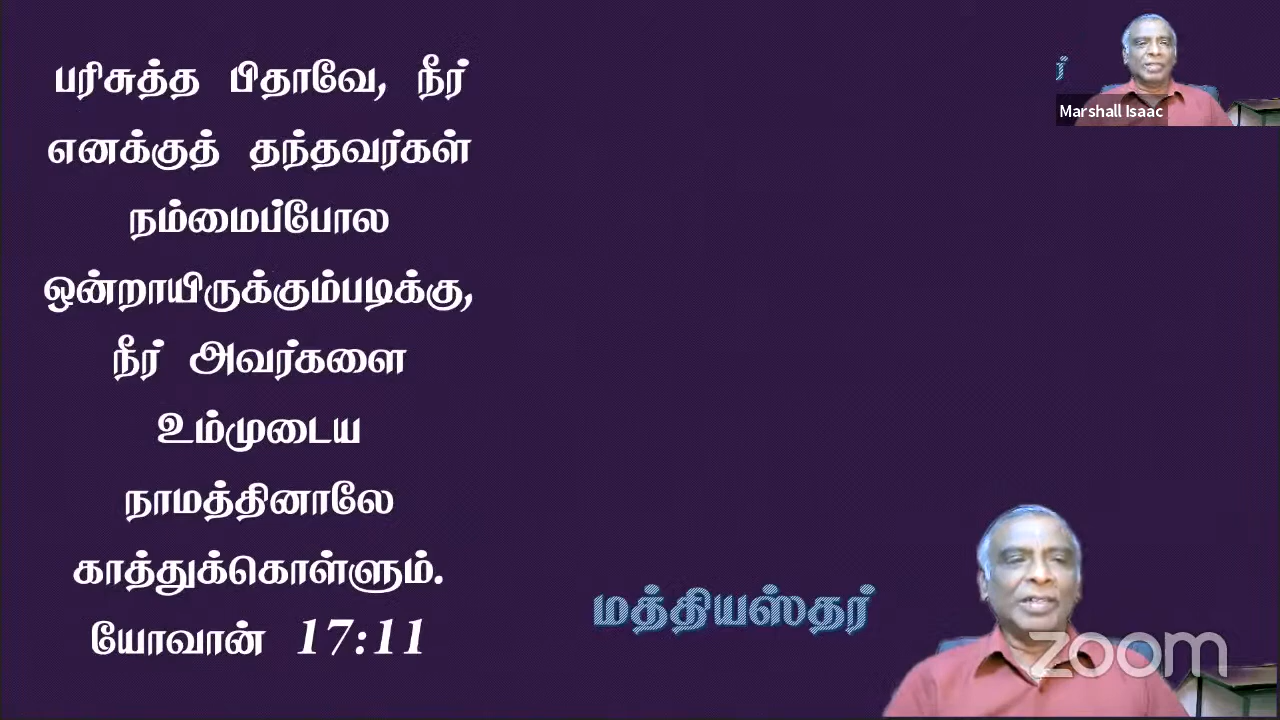 பரிசுத்த பிதாவே, நீர்
எனக்குத் தந்தவர்கள்
நம்மைப்போல
ஒன்றாயிருக்கும்படிக்கு,
நீர் அவர்களை
உம்முடைய
நாமத்தினாலே
காத்துக்கொள்ளும்.
யோவான் 17:11
மத்தியஸ்தர்
ர்
Marshall Isaac
zoom